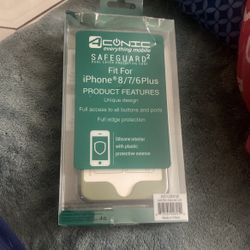 ACONIC
everything mobile
SAFEGUARD²
Fit For
iPhone® 8/7/6Plus
PRODUCT FEATURES
Unique design
Full access to all buttons and ports
Full edge protection
Silicone interior
with plastic
protective exterior